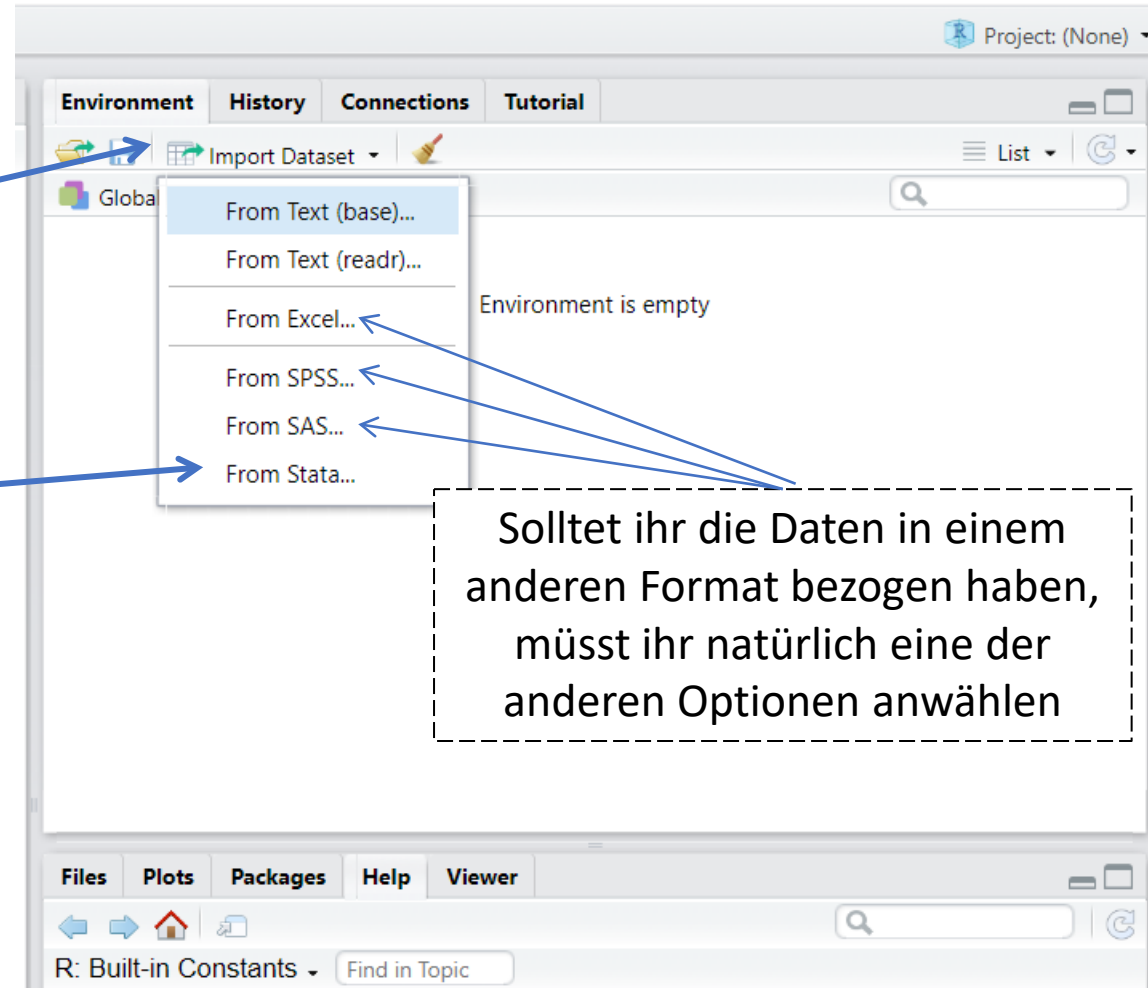 Project: (None)
Environment History Connections Tutorial
Import Dataset
List
Global
From Text (base)...
From Text (readr)...
From Excel...
Environment is empty
From SPSS...
From SAS...
From Stata...
Solltet ihr die Daten in einem
anderen Format bezogen haben,
müsst ihr natürlich eine der
anderen Optionen anwählen
Files Plots Packages Help Viewer
R: Built-in Constants Find in Topic